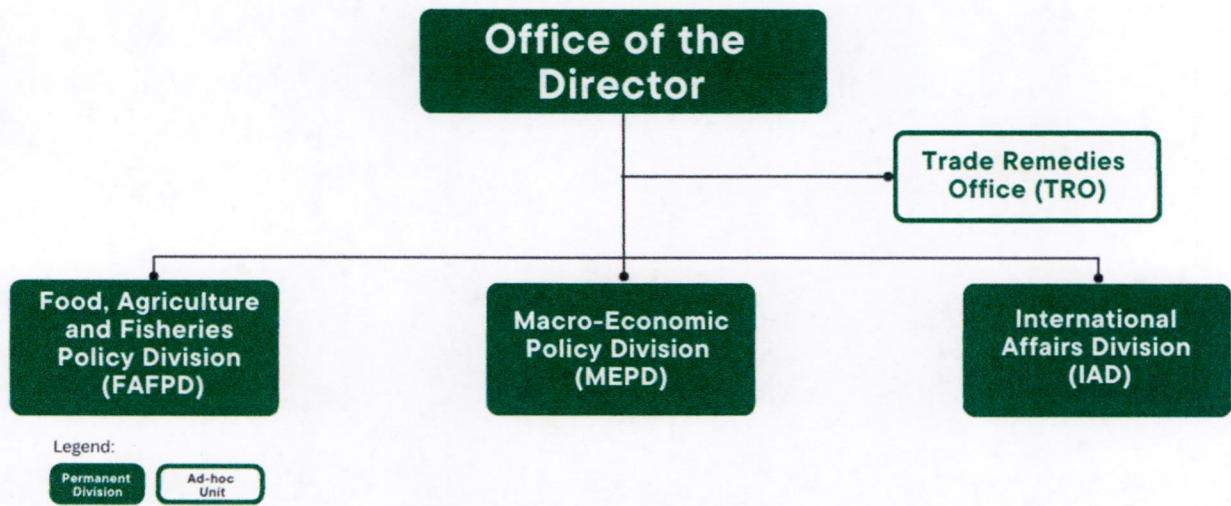 Office of the
Director
Trade Remedies
Office (TRO)
Food, Agriculture
and Fisheries
Policy Division
(FAFPD)
Macro-Economic
Policy Division
(MEPD)
International
Affairs Division
(IAD)
Legend:
Permanent
Division
Ad-hoc
Unit